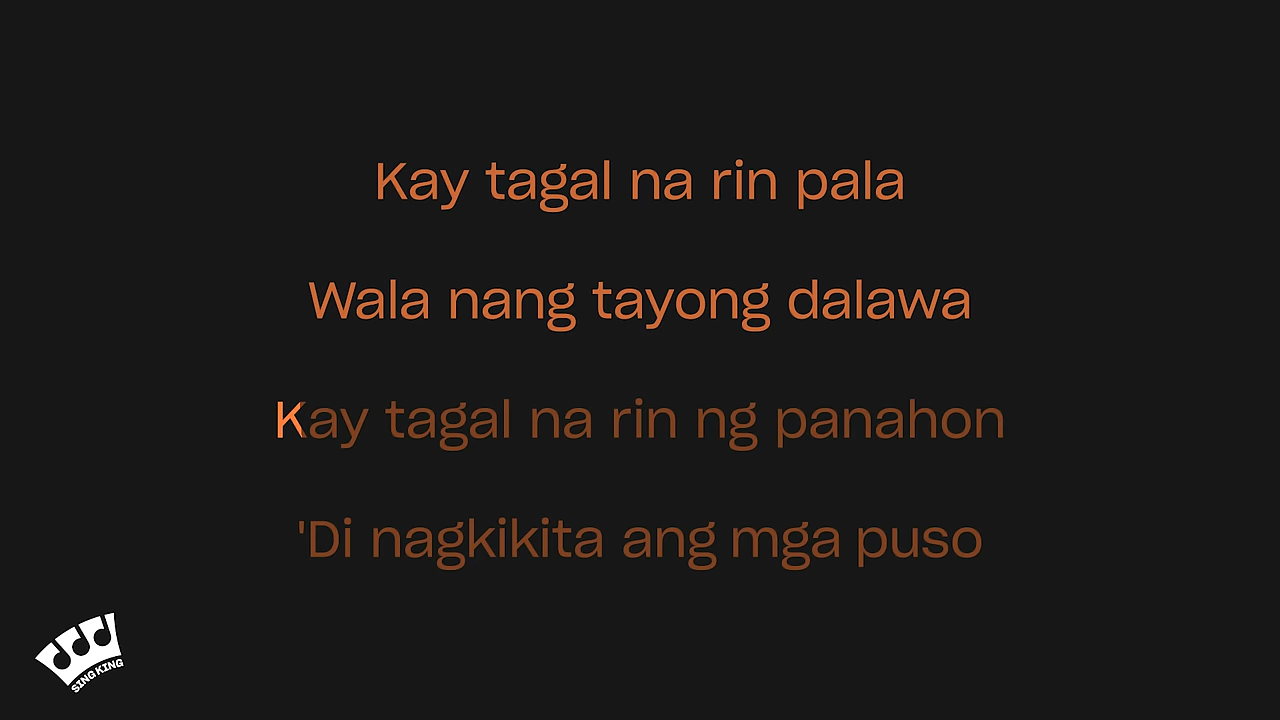 Kay tagal na rin pala
Wala nang tayong dalawa
Kay tagal na rin ng panahon
'Di nagkikita ang mga puso
SING KING